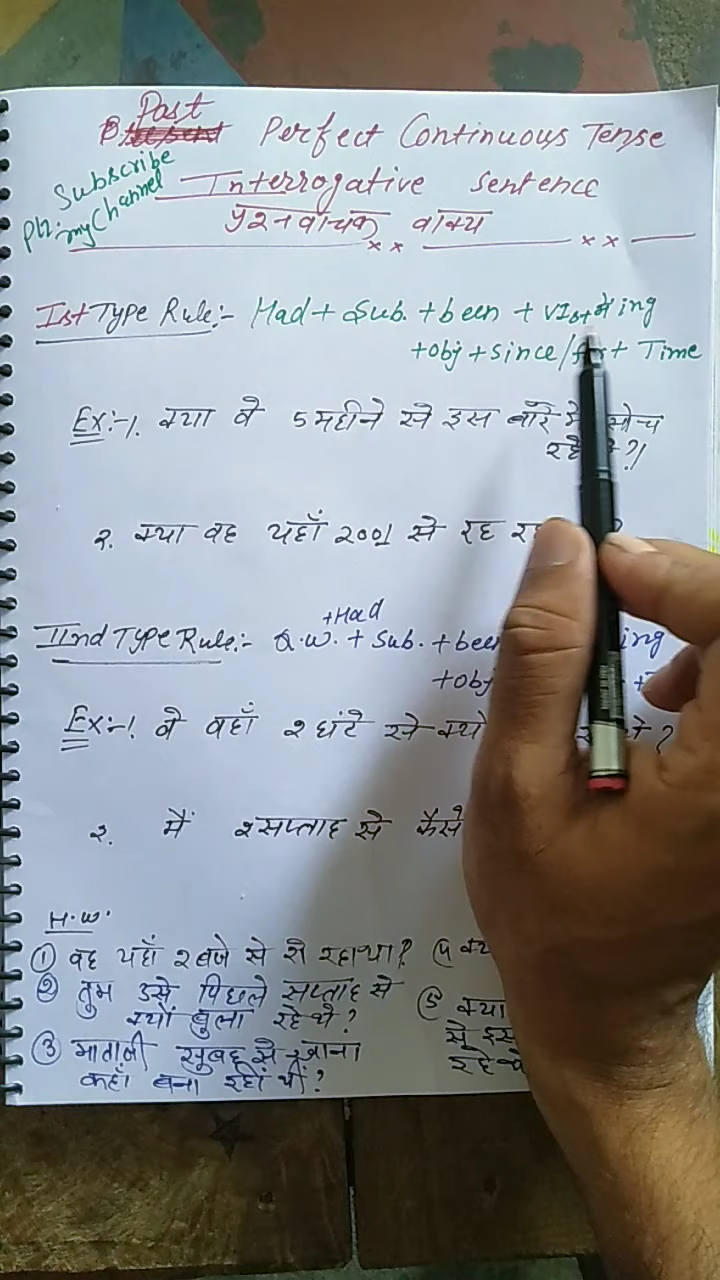 Past
Perfect Continuous Tense
Subscribe
Plz. my Channel
Interrogative Sentence
प्रश्नवाचक वाक्य
Ist Type Rule:- Had + Sub. + been + VIst में ing
+ obj + since/for + Time
Ex:-1. क्या वे 5 महीने से इस बारे में सोच
रहे ?
2. क्या वह यहाँ 2001 से रह ?
+Had
IInd Type Rule:- Q.W. + Sub. + been ing
+ obj
Ex:-1. वे वहाँ 2 घंटे से ?
2. मैं 2 सप्ताह से कैसे
H.W.
① वह यहाँ 2 बजे से रो रहा था? (4
② तुम उसे पिछले सप्ताह से
क्यों बुला रहे थे?
(5 क्या
से इस
③ माताजी सुबह से खाना
कहाँ बना रहीं थीं?
रहे थे